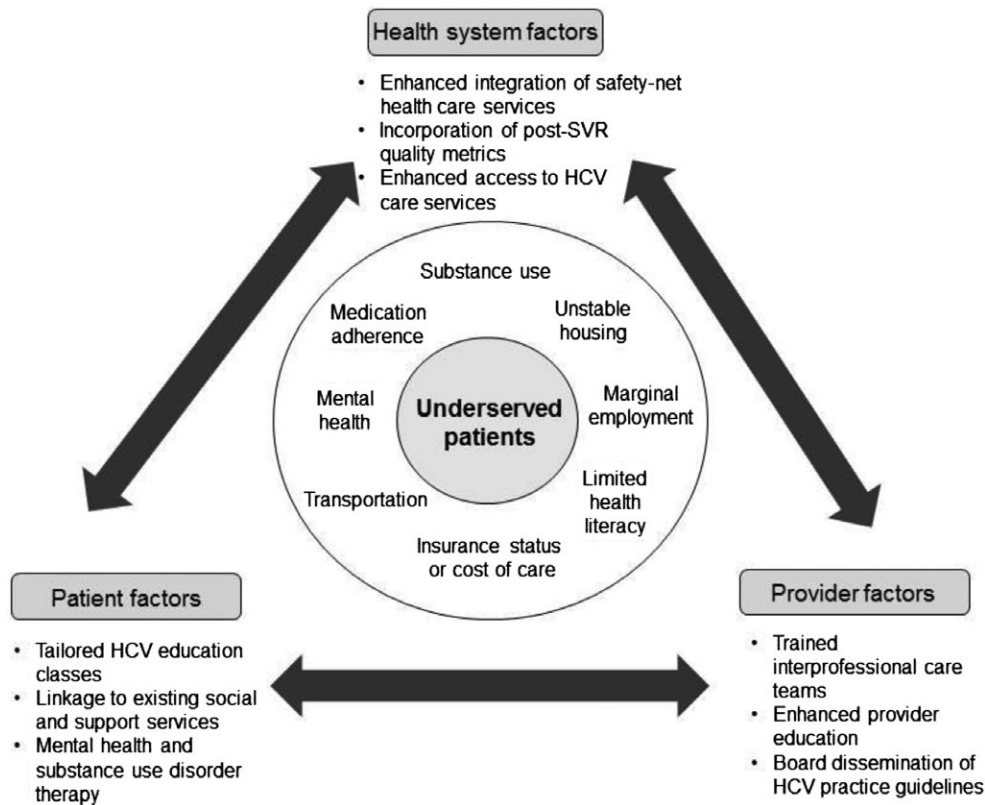 Health system factors
• Enhanced integration of safety-net
health care services
• Incorporation of post-SVR
quality metrics
• Enhanced access to HCV
care services
Substance use
Medication
adherence
Unstable
housing
Mental
health
Underserved
patients
Marginal
employment
Transportation
Limited
health
literacy
Insurance status
or cost of care
Patient factors
• Tailored HCV education
classes
• Linkage to existing social
and support services
• Mental health and
substance use disorder
therapy
Provider factors
• Trained
interprofessional care
teams
• Enhanced provider
education
• Board dissemination of
HCV practice guidelines